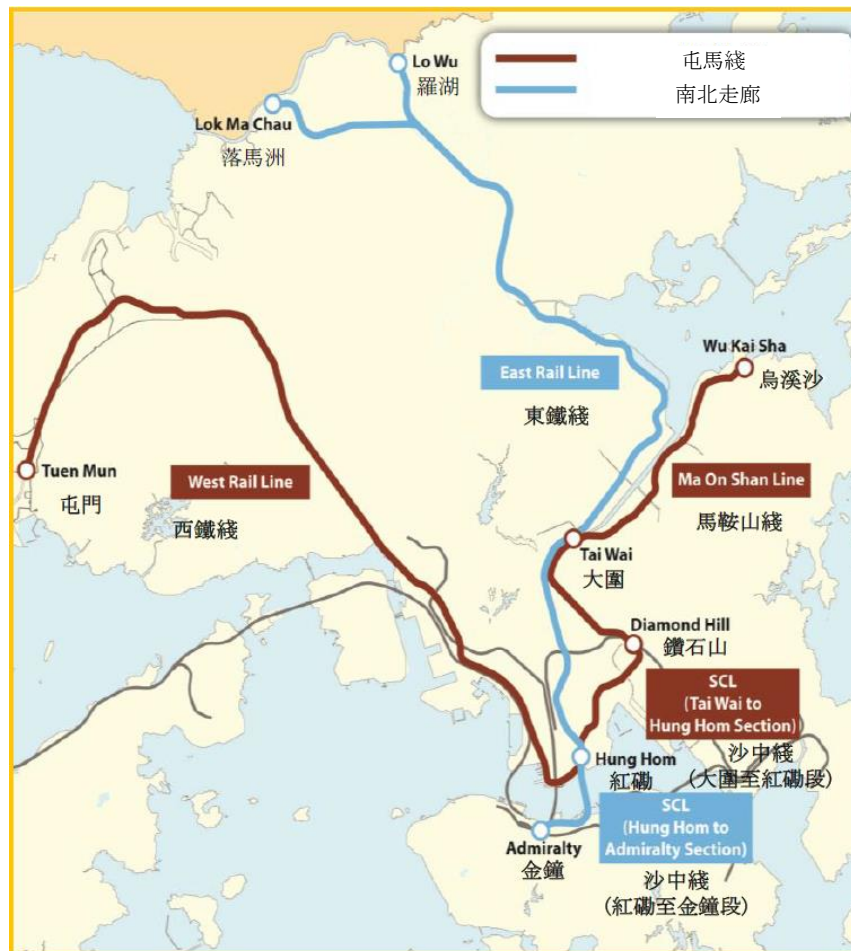 屯馬綫
南北走廊
Lo Wu
羅湖
Lok Ma Chau
落馬洲
Wu Kai Sha
烏溪沙
East Rail Line
東鐵綫
Tuen Mun
屯門
West Rail Line
西鐵綫
Ma On Shan Line
馬鞍山綫
Tai Wai
大圍
Diamond Hill
鑽石山
SCL
(Tai Wai to
Hung Hom Section)
沙中綫
(大圍至紅磡段)
Hung Hom
紅磡
SCL
(Hung Hom to
Admiralty Section)
沙中綫
(紅磡至金鐘段)
Admiralty
金鐘